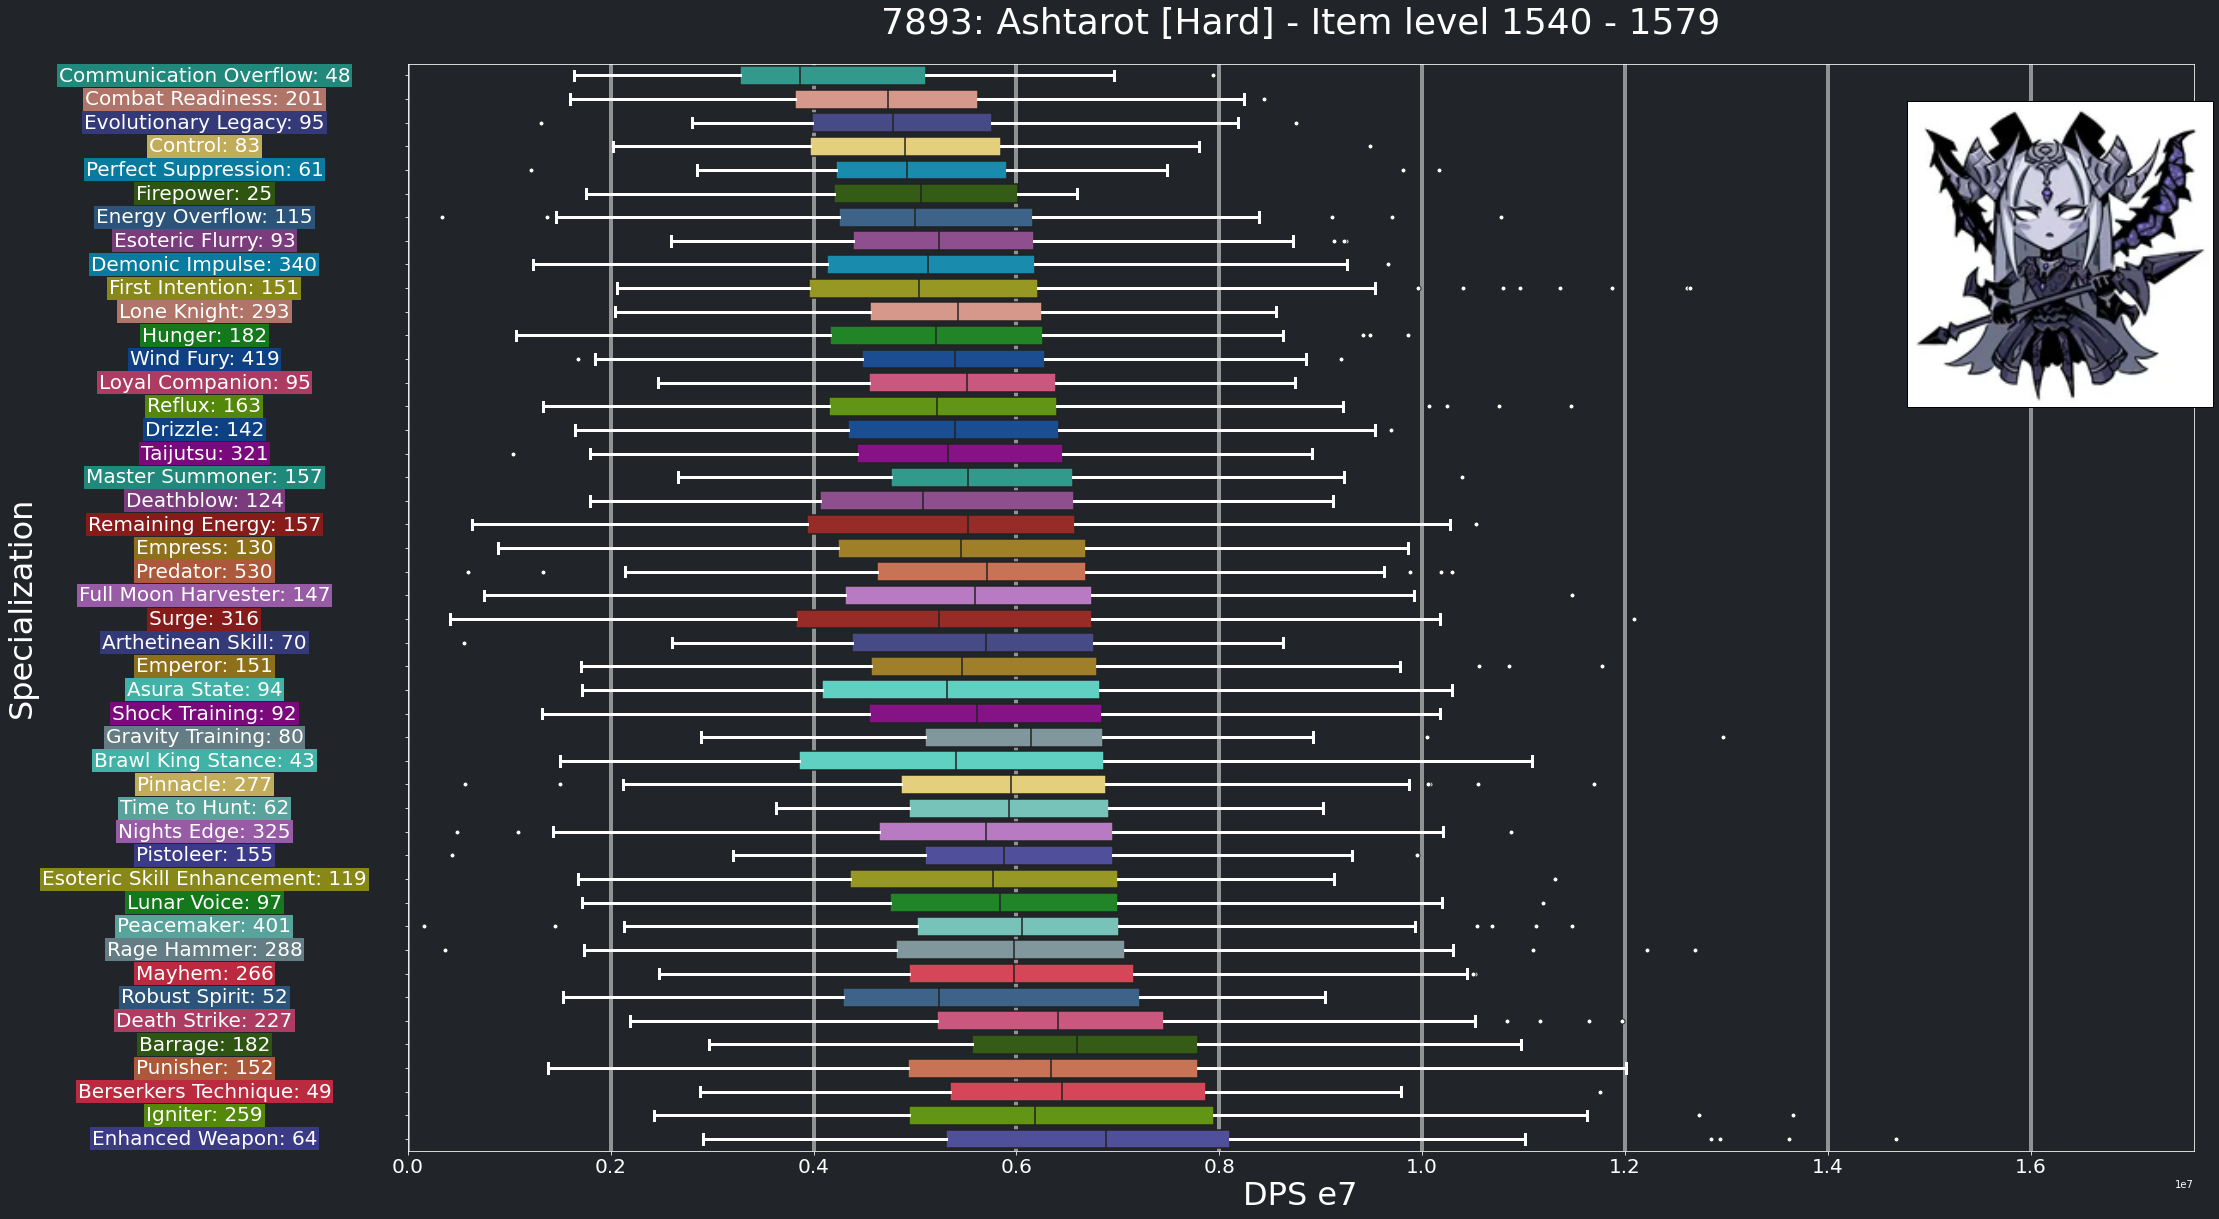 7893: Ashtarot [Hard] - Item level 1540 - 1579
Communication Overflow: 48
Combat Readiness: 201
Evolutionary Legacy: 95
Control: 83
Perfect Suppression: 61
Firepower: 25
Energy Overflow: 115
Esoteric Flurry: 93
Demonic Impulse: 340
First Intention: 151
Lone Knight: 293
Hunger: 182
Wind Fury: 419
Loyal Companion: 95
Reflux: 163
Drizzle: 142
Taijutsu: 321
Master Summoner: 157
Deathblow: 124
Remaining Energy: 157
Empress: 130
Predator: 530
Full Moon Harvester: 147
Surge: 316
Arthetinean Skill: 70
Emperor: 151
Asura State: 94
Shock Training: 92
Gravity Training: 80
Brawl King Stance: 43
Pinnacle: 277
Time to Hunt: 62
Nights Edge: 325
Pistoleer: 155
Esoteric Skill Enhancement: 119
Lunar Voice: 97
Peacemaker: 401
Rage Hammer: 288
Mayhem: 266
Robust Spirit: 52
Death Strike: 227
Barrage: 182
Punisher: 152
Berserkers Technique: 49
Igniter: 259
Enhanced Weapon: 64
Specialization
0.0 0.2 0.4 0.6 0.8 1.0 1.2 1.4 1.6
1e7
DPS e7